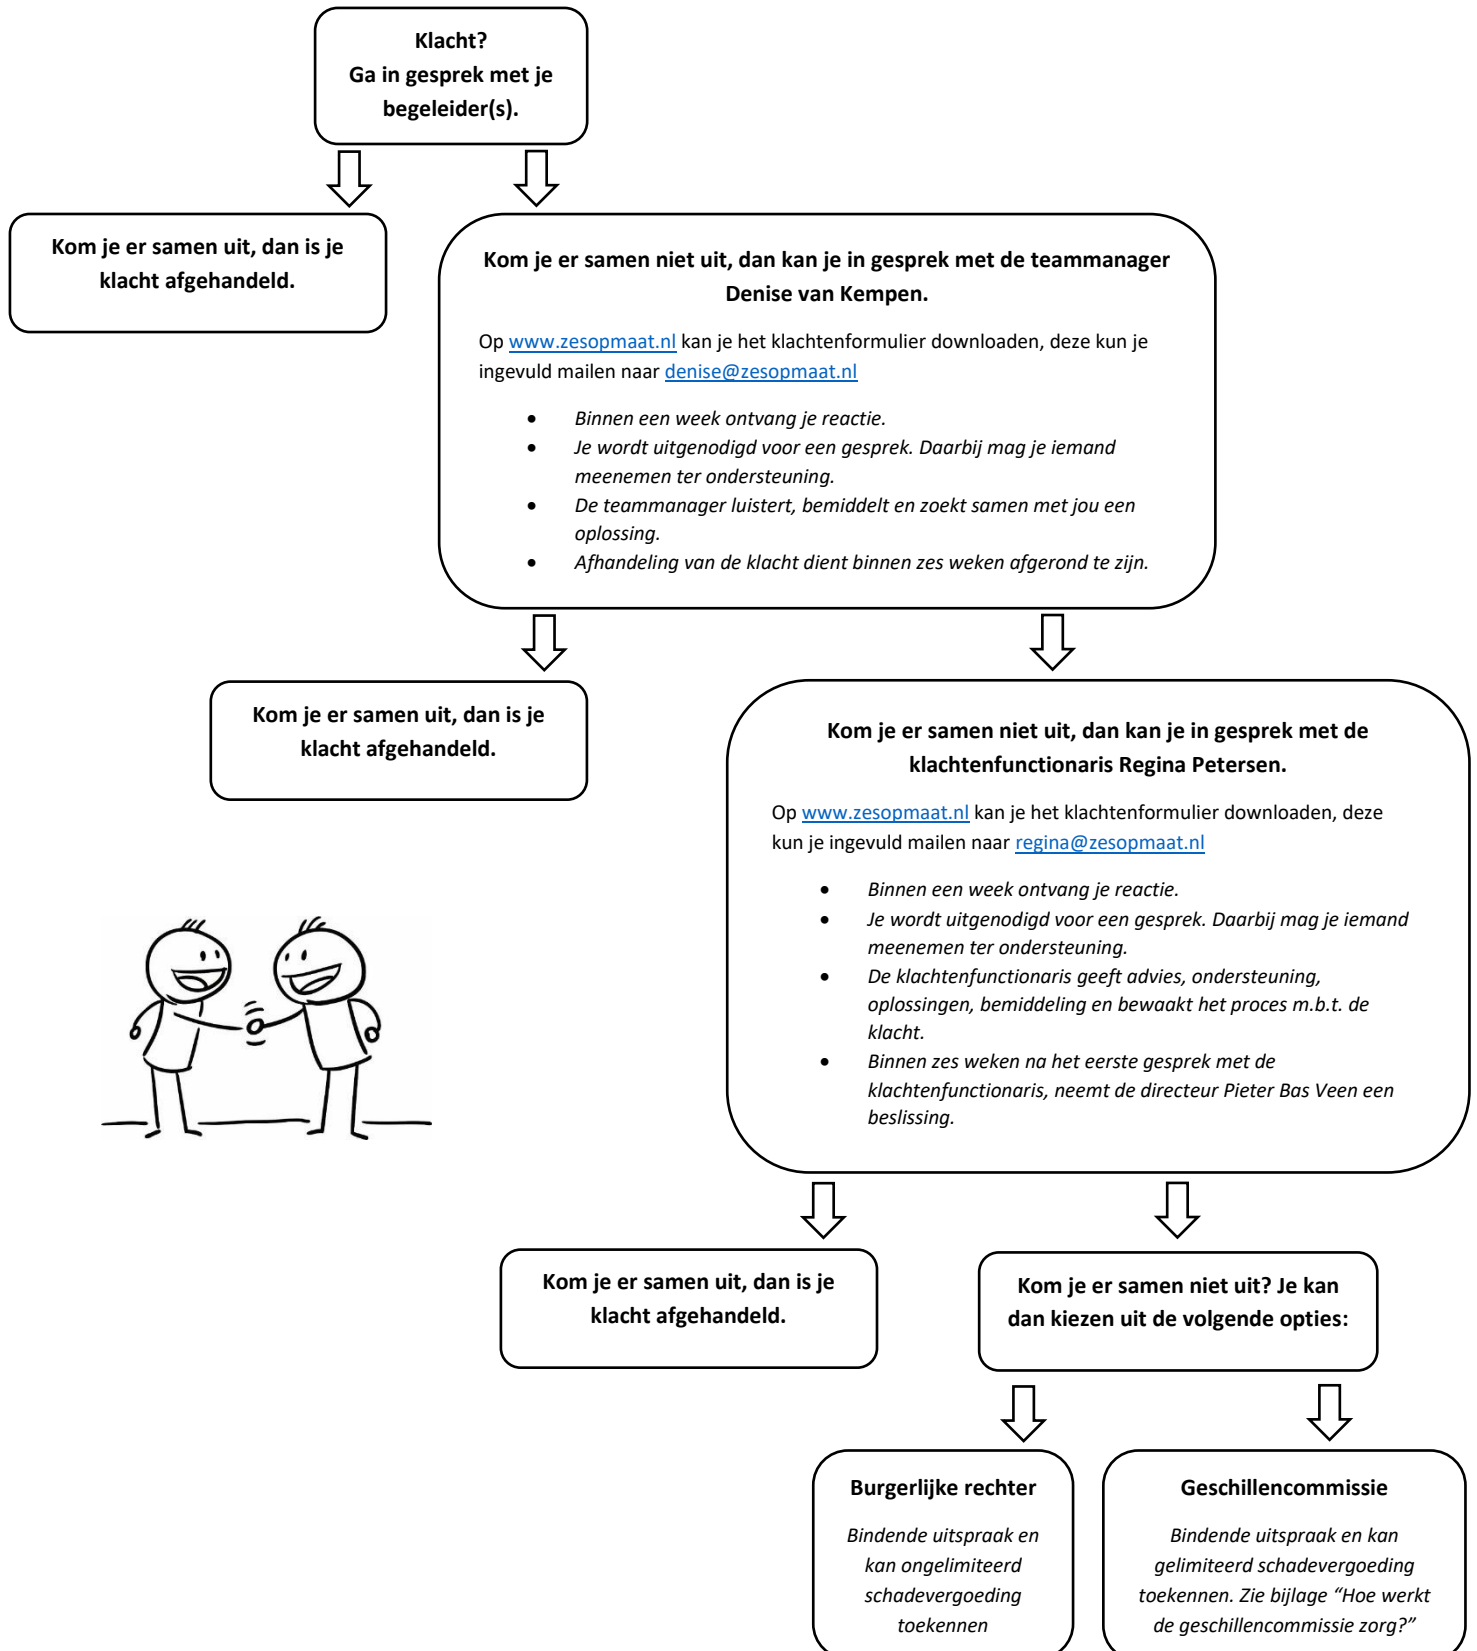 Klacht?
Ga in gesprek met je
begeleider(s).
Kom je er samen uit, dan is je
klacht afgehandeld.
Kom je er samen niet uit, dan kan je in gesprek met de teammanager
Denise van Kempen.
Op www.zesopmaat.nl kan je het klachtenformulier downloaden, deze kun je
ingevuld mailen naar denise@zesopmaat.nl
• Binnen een week ontvang je reactie.
• Je wordt uitgenodigd voor een gesprek. Daarbij mag je iemand
meenemen ter ondersteuning.
• De teammanager luistert, bemiddelt en zoekt samen met jou een
oplossing.
• Afhandeling van de klacht dient binnen zes weken afgerond te zijn.
Kom je er samen uit, dan is je
klacht afgehandeld.
Kom je er samen niet uit, dan kan je in gesprek met de
klachtenfunctionaris Regina Petersen.
Op www.zesopmaat.nl kan je het klachtenformulier downloaden, deze
kun je ingevuld mailen naar regina@zesopmaat.nl
• Binnen een week ontvang je reactie.
• Je wordt uitgenodigd voor een gesprek. Daarbij mag je iemand
meenemen ter ondersteuning.
• De klachtenfunctionaris geeft advies, ondersteuning,
oplossingen, bemiddeling en bewaakt het proces m.b.t. de
klacht.
• Binnen zes weken na het eerste gesprek met de
klachtenfunctionaris, neemt de directeur Pieter Bas Veen een
beslissing.
Kom je er samen uit, dan is je
klacht afgehandeld.
Kom je er samen niet uit? Je kan
dan kiezen uit de volgende opties:
Burgerlijke rechter
Bindende uitspraak en
kan ongelimiteerd
schadevergoeding
toekennen
Geschillencommissie
Bindende uitspraak en kan
gelimiteerd schadevergoeding
toekennen. Zie bijlage “Hoe werkt
de geschillencommissie zorg?”